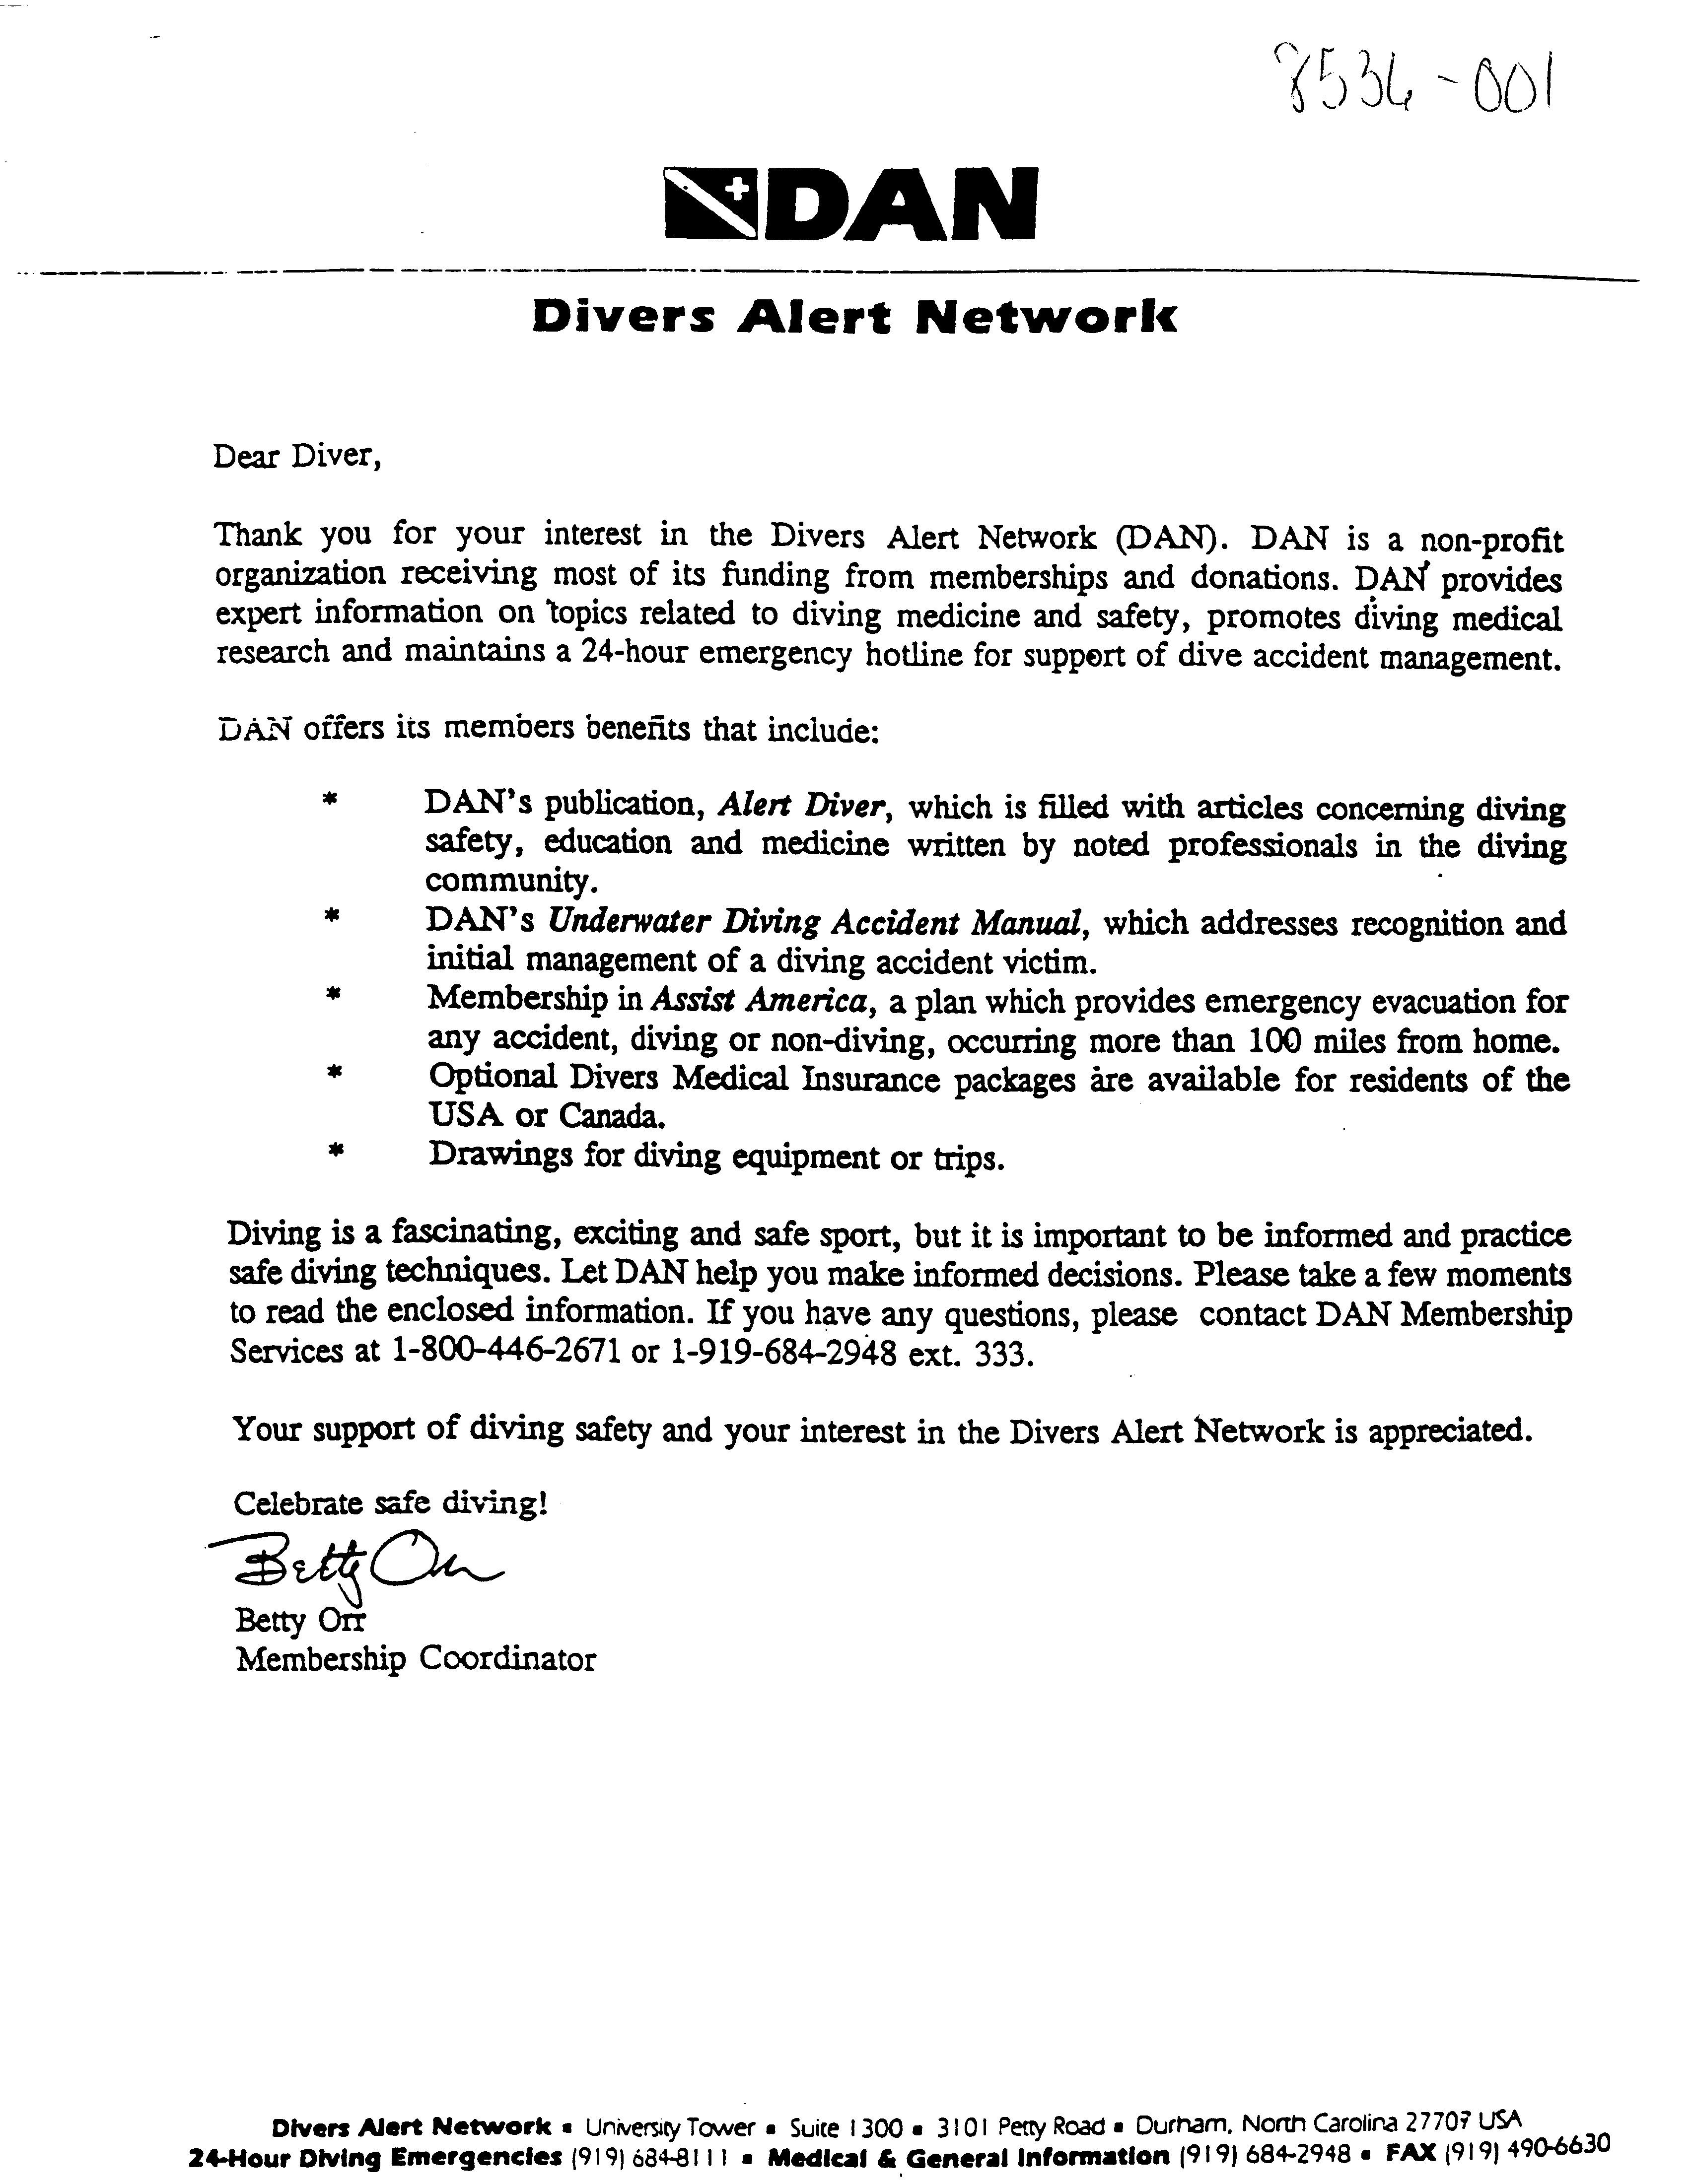 8536-001
DAN
Divers Alert Network
Dear Diver,
Thank you for your interest in the Divers Alert Network (DAN). DAN is a non-profit
organization receiving most of its funding from memberships and donations. DAN provides
expert information on topics related to diving medicine and safety, promotes diving medical
research and maintains a 24-hour emergency hotline for support of dive accident management.
DAN offers its members benefits that include:
* DAN's publication, Alert Diver, which is filled with articles concerning diving
safety, education and medicine written by noted professionals in the diving
community.
* DAN's Underwater Diving Accident Manual, which addresses recognition and
initial management of a diving accident victim.
* Membership in Assist America, a plan which provides emergency evacuation for
any accident, diving or non-diving, occurring more than 100 miles from home.
* Optional Divers Medical Insurance packages are available for residents of the
USA or Canada.
* Drawings for diving equipment or trips.
Diving is a fascinating, exciting and safe sport, but it is important to be informed and practice
safe diving techniques. Let DAN help you make informed decisions. Please take a few moments
to read the enclosed information. If you have any questions, please contact DAN Membership
Services at 1-800-446-2671 or 1-919-684-2948 ext. 333.
Your support of diving safety and your interest in the Divers Alert Network is appreciated.
Celebrate safe diving!
Betty Orr
Betty Orr
Membership Coordinator
Divers Alert Network ▪ University Tower ▪ Suite 1300 ▪ 3101 Petty Road ▪ Durham, North Carolina 27707 USA
24-Hour Diving Emergencies (919) 684-8111 ▪ Medical & General Information (919) 684-2948 ▪ FAX (919) 490-6630